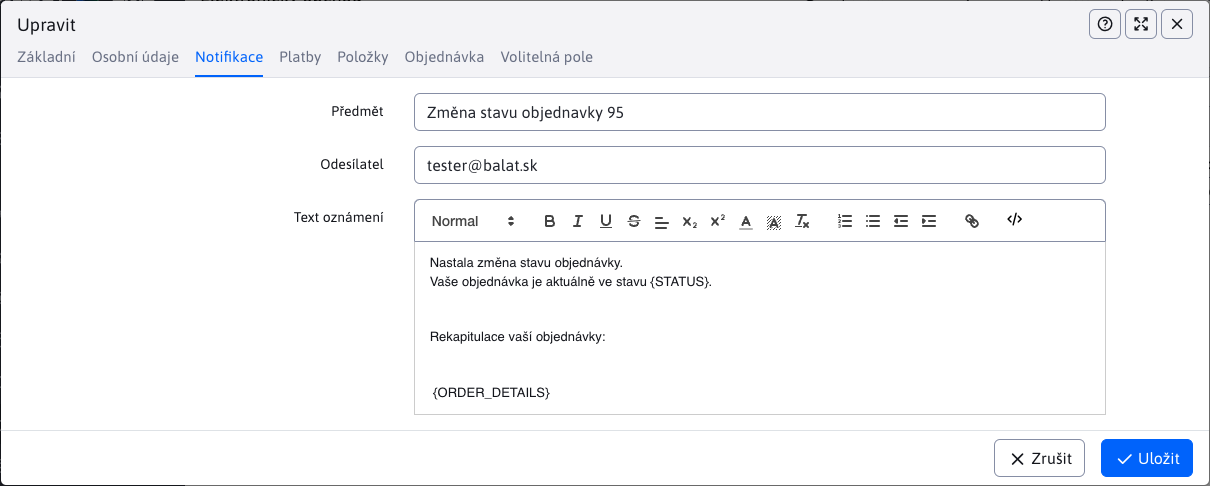 Upravit
Základní Osobní údaje Notifikace Platby Položky Objednávka Volitelná pole
Předmět
Změna stavu objednavky 95
Odesílatel
tester@balat.sk
Text oznámení
Normal
Nastala změna stavu objednávky.
Vaše objednávka je aktuálně ve stavu {STATUS}.
Rekapitulace vaší objednávky:
{ORDER_DETAILS}
Zrušit Uložit